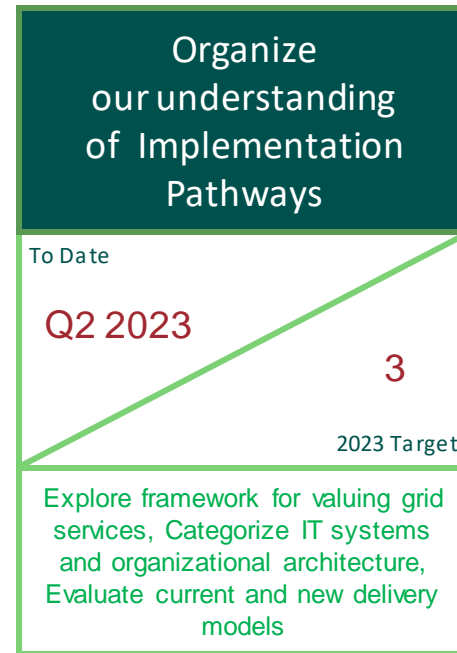 Organize
our understanding
of Implementation
Pathways
To Date
Q2 2023
3
2023 Target
Explore framework for valuing grid
services, Categorize IT systems
and organizational architecture,
Evaluate current and new delivery
models